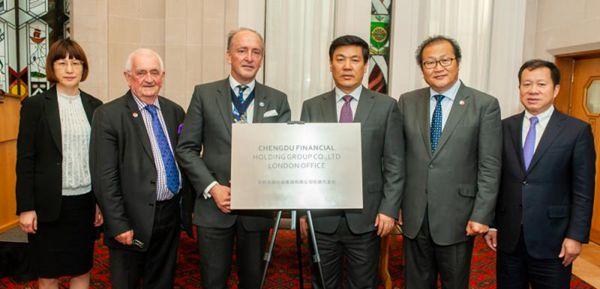 CHENGDU FINANCIAL
HOLDING GROUP CO.,LTD
LONDON OFFICE